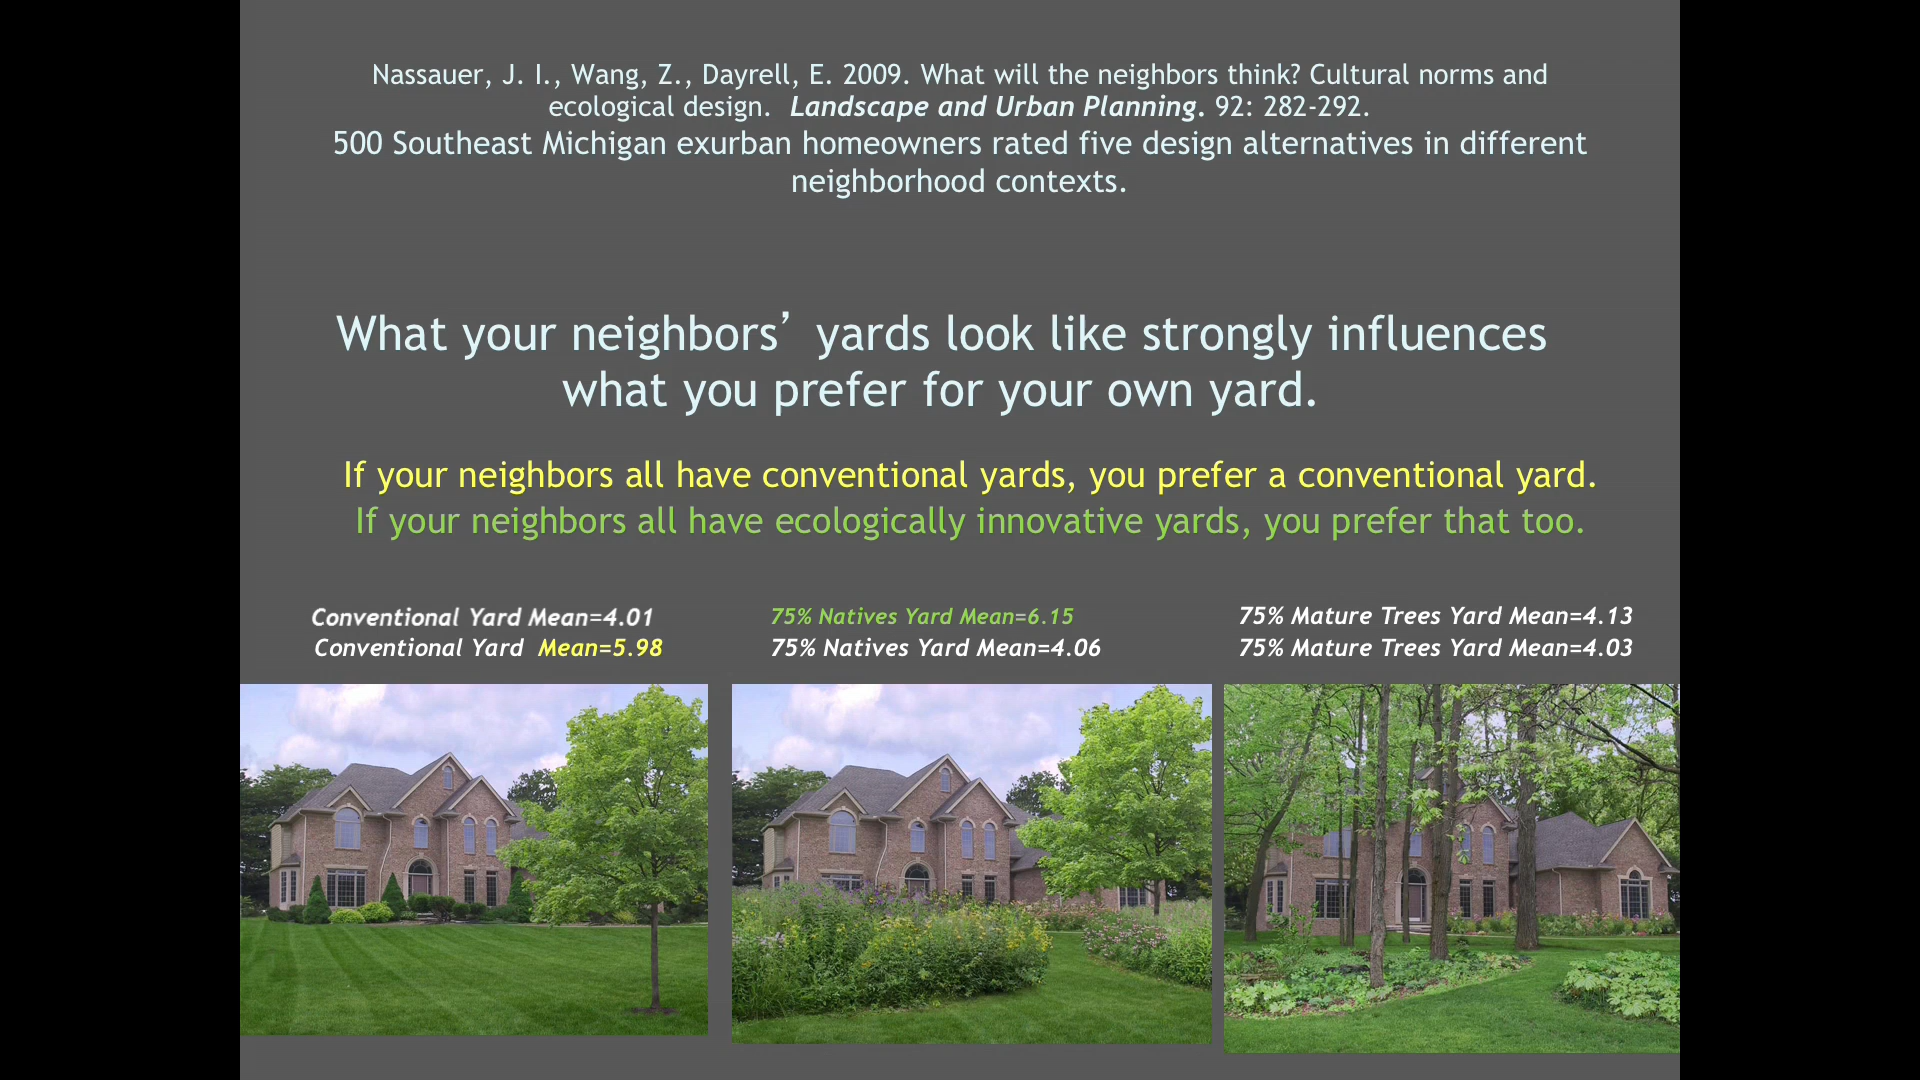 Nassauer, J. I., Wang, Z., Dayrell, E. 2009. What will the neighbors think? Cultural norms and
ecological design. Landscape and Urban Planning. 92: 282-292.
500 Southeast Michigan exurban homeowners rated five design alternatives in different
neighborhood contexts.
What your neighbors’ yards look like strongly influences
what you prefer for your own yard.
If your neighbors all have conventional yards, you prefer a conventional yard.
If your neighbors all have ecologically innovative yards, you prefer that too.
Conventional Yard Mean=4.01
Conventional Yard Mean=5.98
75% Natives Yard Mean=6.15
75% Natives Yard Mean=4.06
75% Mature Trees Yard Mean=4.13
75% Mature Trees Yard Mean=4.03